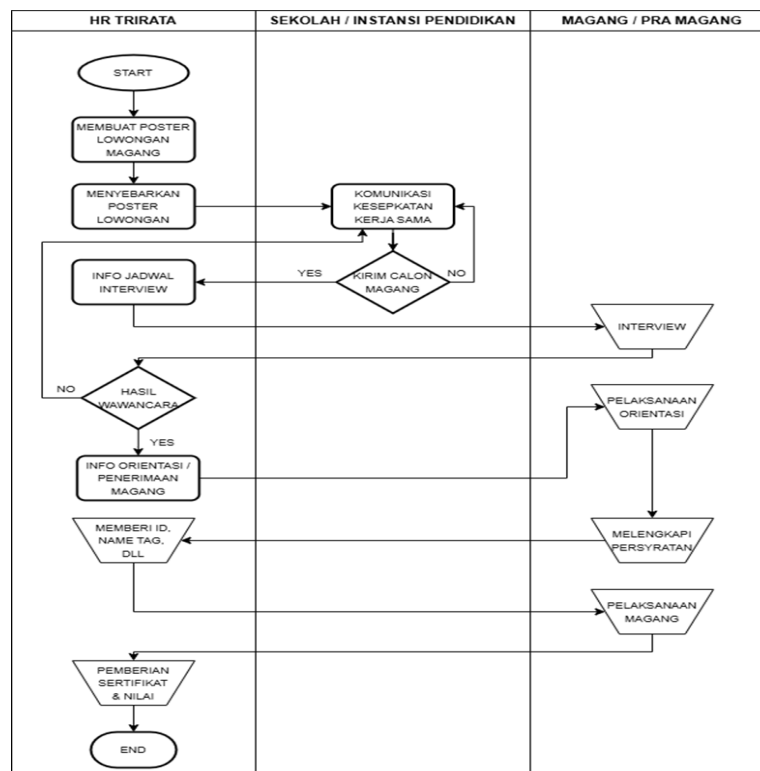 HR TRIRATA
SEKOLAH / INSTANSI PENDIDIKAN
MAGANG / PRA MAGANG
START
MEMBUAT POSTER
LOWONGAN
MAGANG
MENYEBARKAN
POSTER
LOWONGAN
KOMUNIKASI
KESEPKATAN
KERJA SAMA
INFO JADWAL
INTERVIEW
YES
KIRIM CALON
MAGANG
NO
INTERVIEW
NO
HASIL
WAWANCARA
PELAKSANAAN
ORIENTASI
YES
INFO ORIENTASI /
PENERIMAAN
MAGANG
MEMBERI ID,
NAME TAG,
DLL
MELENGKAPI
PERSYRATAN
PELAKSANAAN
MAGANG
PEMBERIAN
SERTIFIKAT
& NILAI
END